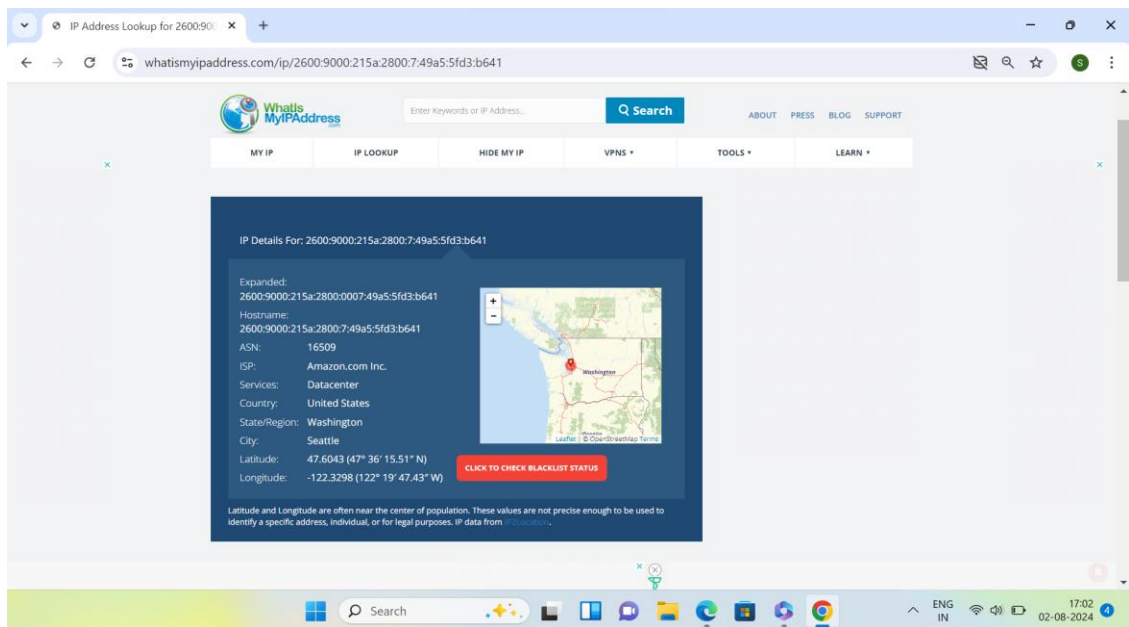 IP Address Lookup for 2600:900
whatismyipaddress.com/ip/2600:9000:215a:2800:7:49a5:5fd3:b641
S
WhatIs
MyIPAddress
.com
Enter Keywords or IP Address...
Search
ABOUT PRESS BLOG SUPPORT
MY IP IP LOOKUP HIDE MY IP VPNS TOOLS LEARN
IP Details For: 2600:9000:215a:2800:7:49a5:5fd3:b641
Expanded:
2600:9000:215a:2800:0007:49a5:5fd3:b641
Hostname:
2600:9000:215a:2800:7:49a5:5fd3:b641
ASN: 16509
ISP: Amazon.com Inc.
Services: Datacenter
Country: United States
State/Region: Washington
City: Seattle
Latitude: 47.6043 (47° 36′ 15.51″ N)
Longitude: -122.3298 (122° 19′ 47.43″ W)
+
−
Washington
Leaflet | © OpenStreetMap Terms
CLICK TO CHECK BLACKLIST STATUS
Latitude and Longitude are often near the center of population. These values are not precise enough to be used to
identify a specific address, individual, or for legal purposes. IP data from IP2Location.
Search
ENG
IN
17:02
02-08-2024
4